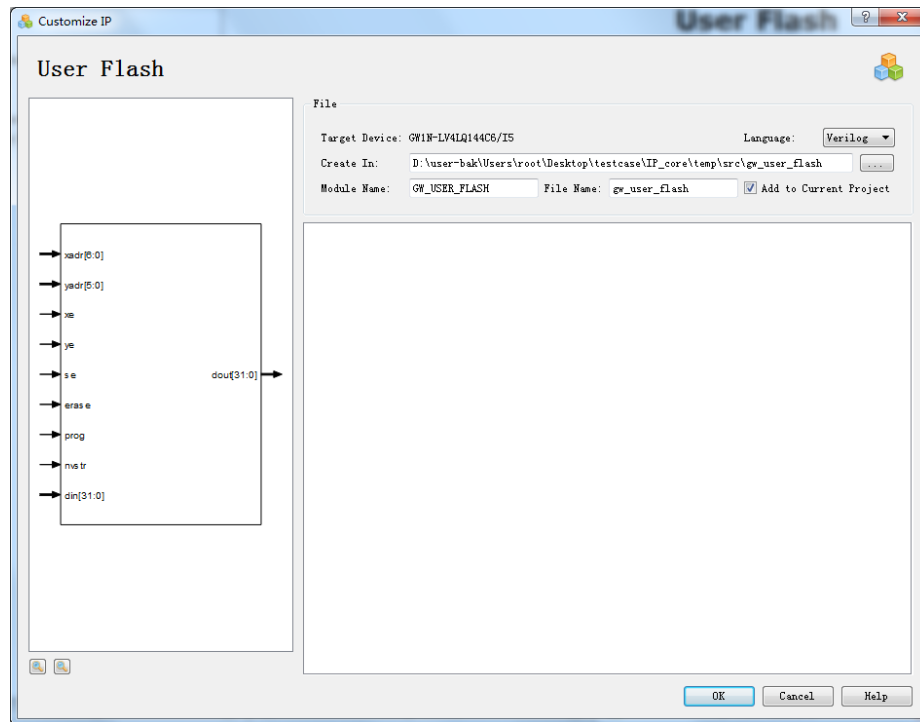 Customize IP
User Flash
User Flash
File
Target Device: GW1N-LV4LQ144C6/I5 Language: Verilog
Create In: D:\user-bak\Users\root\Desktop\testcase\IP_core\temp\src\gw_user_flash ...
Module Name: GW_USER_FLASH File Name: gw_user_flash Add to Current Project
xadr[6:0]
yadr[5:0]
xe
ye
se dout[31:0]
erase
prog
nvstr
din[31:0]
OK Cancel Help